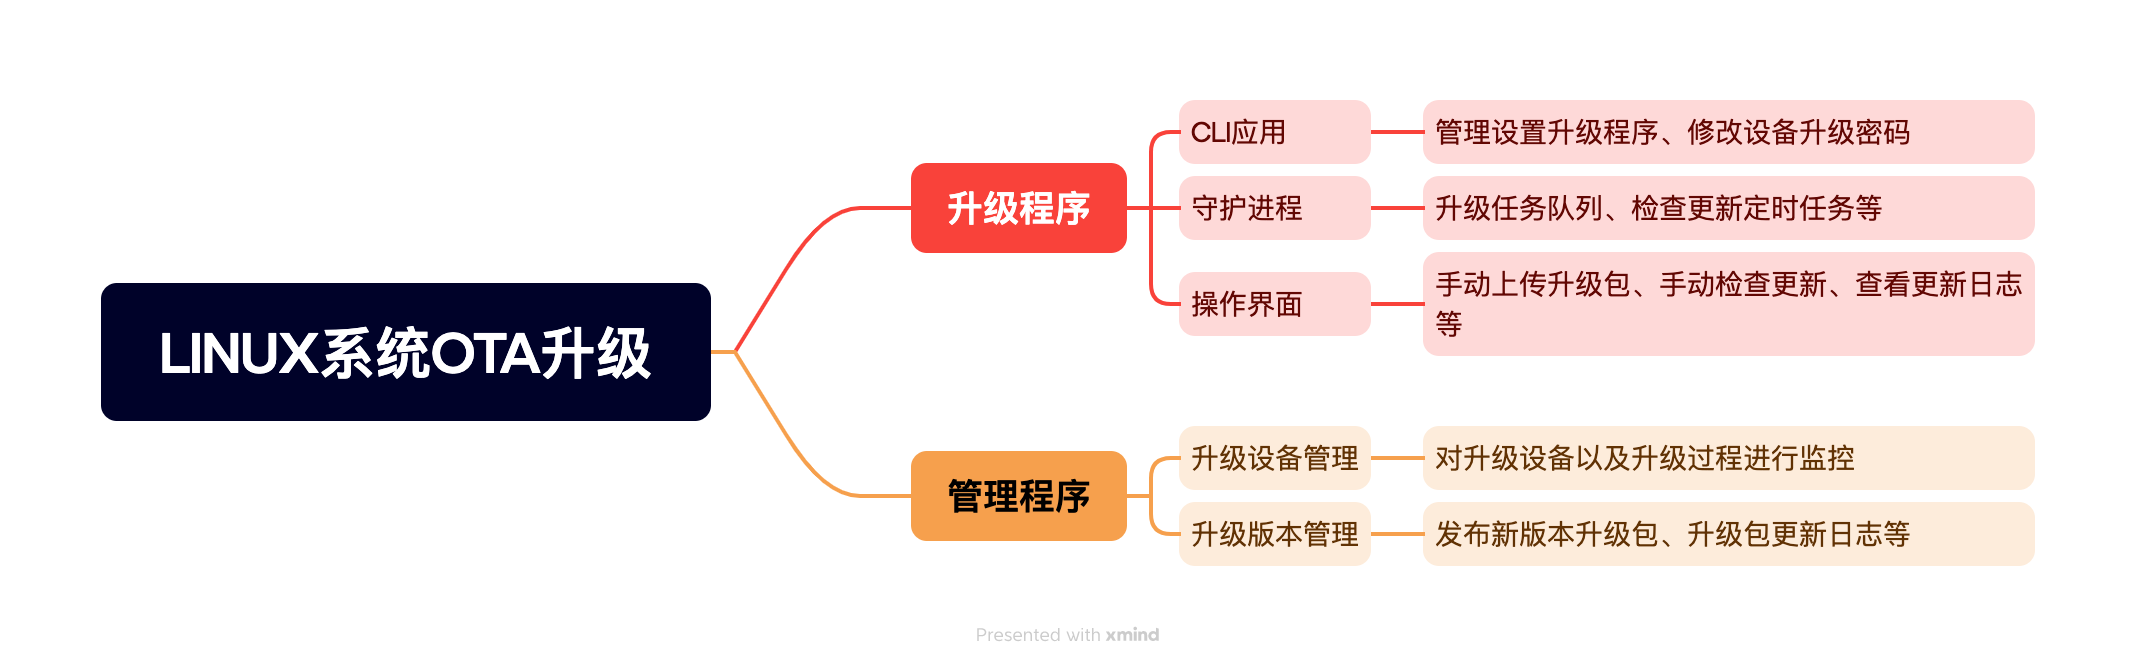 LINUX系统OTA升级
升级程序
CLI应用
管理设置升级程序、修改设备升级密码
守护进程
升级任务队列、检查更新定时任务等
操作界面
手动上传升级包、手动检查更新、查看更新日志
等
管理程序
升级设备管理
对升级设备以及升级过程进行监控
升级版本管理
发布新版本升级包、升级包更新日志等
Presented with xmind